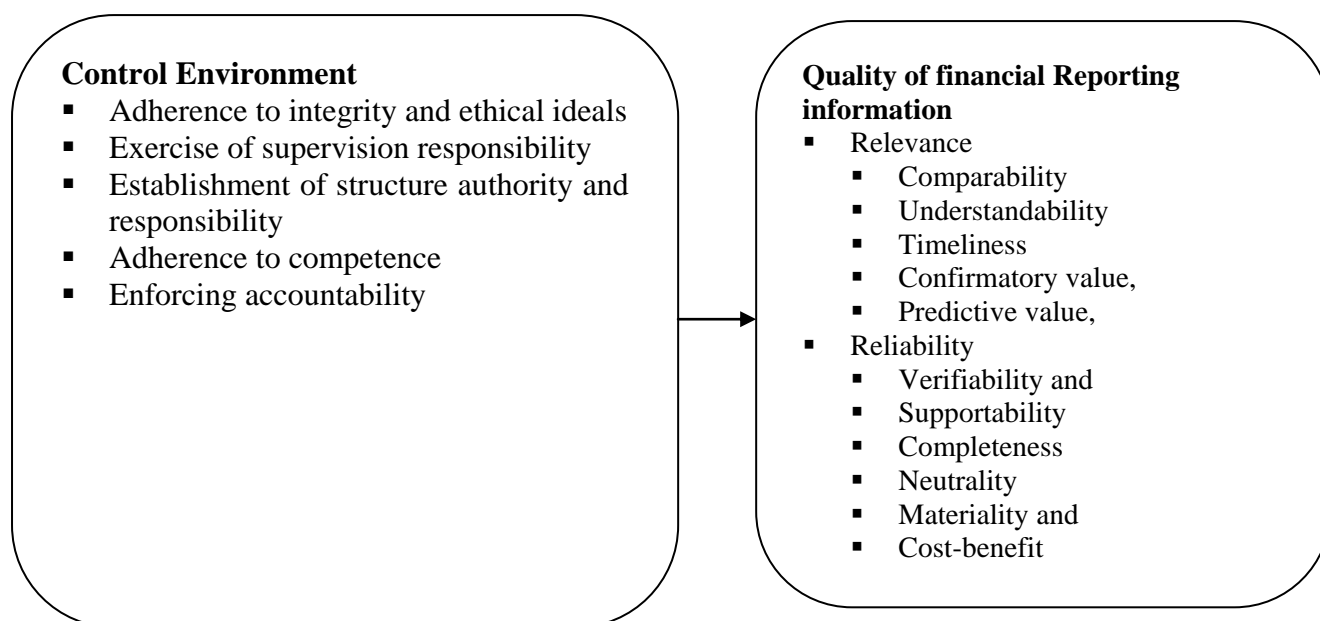 Control Environment
▪ Adherence to integrity and ethical ideals
▪ Exercise of supervision responsibility
▪ Establishment of structure authority and
responsibility
▪ Adherence to competence
▪ Enforcing accountability
Quality of financial Reporting
information
▪ Relevance
▪ Comparability
▪ Understandability
▪ Timeliness
▪ Confirmatory value,
▪ Predictive value,
▪ Reliability
▪ Verifiability and
▪ Supportability
▪ Completeness
▪ Neutrality
▪ Materiality and
▪ Cost-benefit